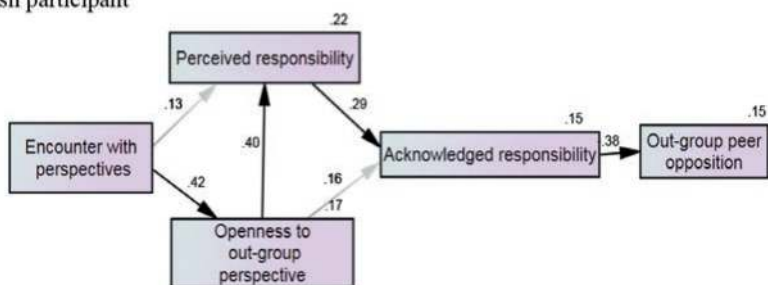 participant
.22
Perceived responsibility
.13
.29
.15
.15
Encounter with
perspectives
.40
Acknowledged responsibility
.38
Out-group peer
opposition
.42
.16
.17
Openness to
out-group
perspective